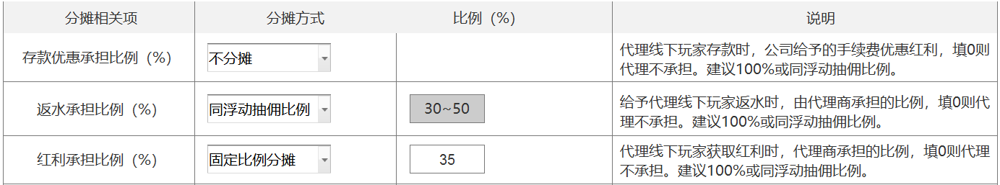 分摊相关项 分摊方式 比例（%） 说明
存款优惠承担比例（%） 不分摊 代理线下玩家存款时，公司给予的手续费优惠红利，填0则
代理不承担。建议100%或同浮动抽佣比例。
返水承担比例（%） 同浮动抽佣比例 30~50 给予代理线下玩家返水时，由代理商承担的比例，填0则代
理不承担。建议100%或同浮动抽佣比例。
红利承担比例（%） 固定比例分摊 35 代理线下玩家获取红利时，代理商承担的比例，填0则代理
不承担。建议100%或同浮动抽佣比例。